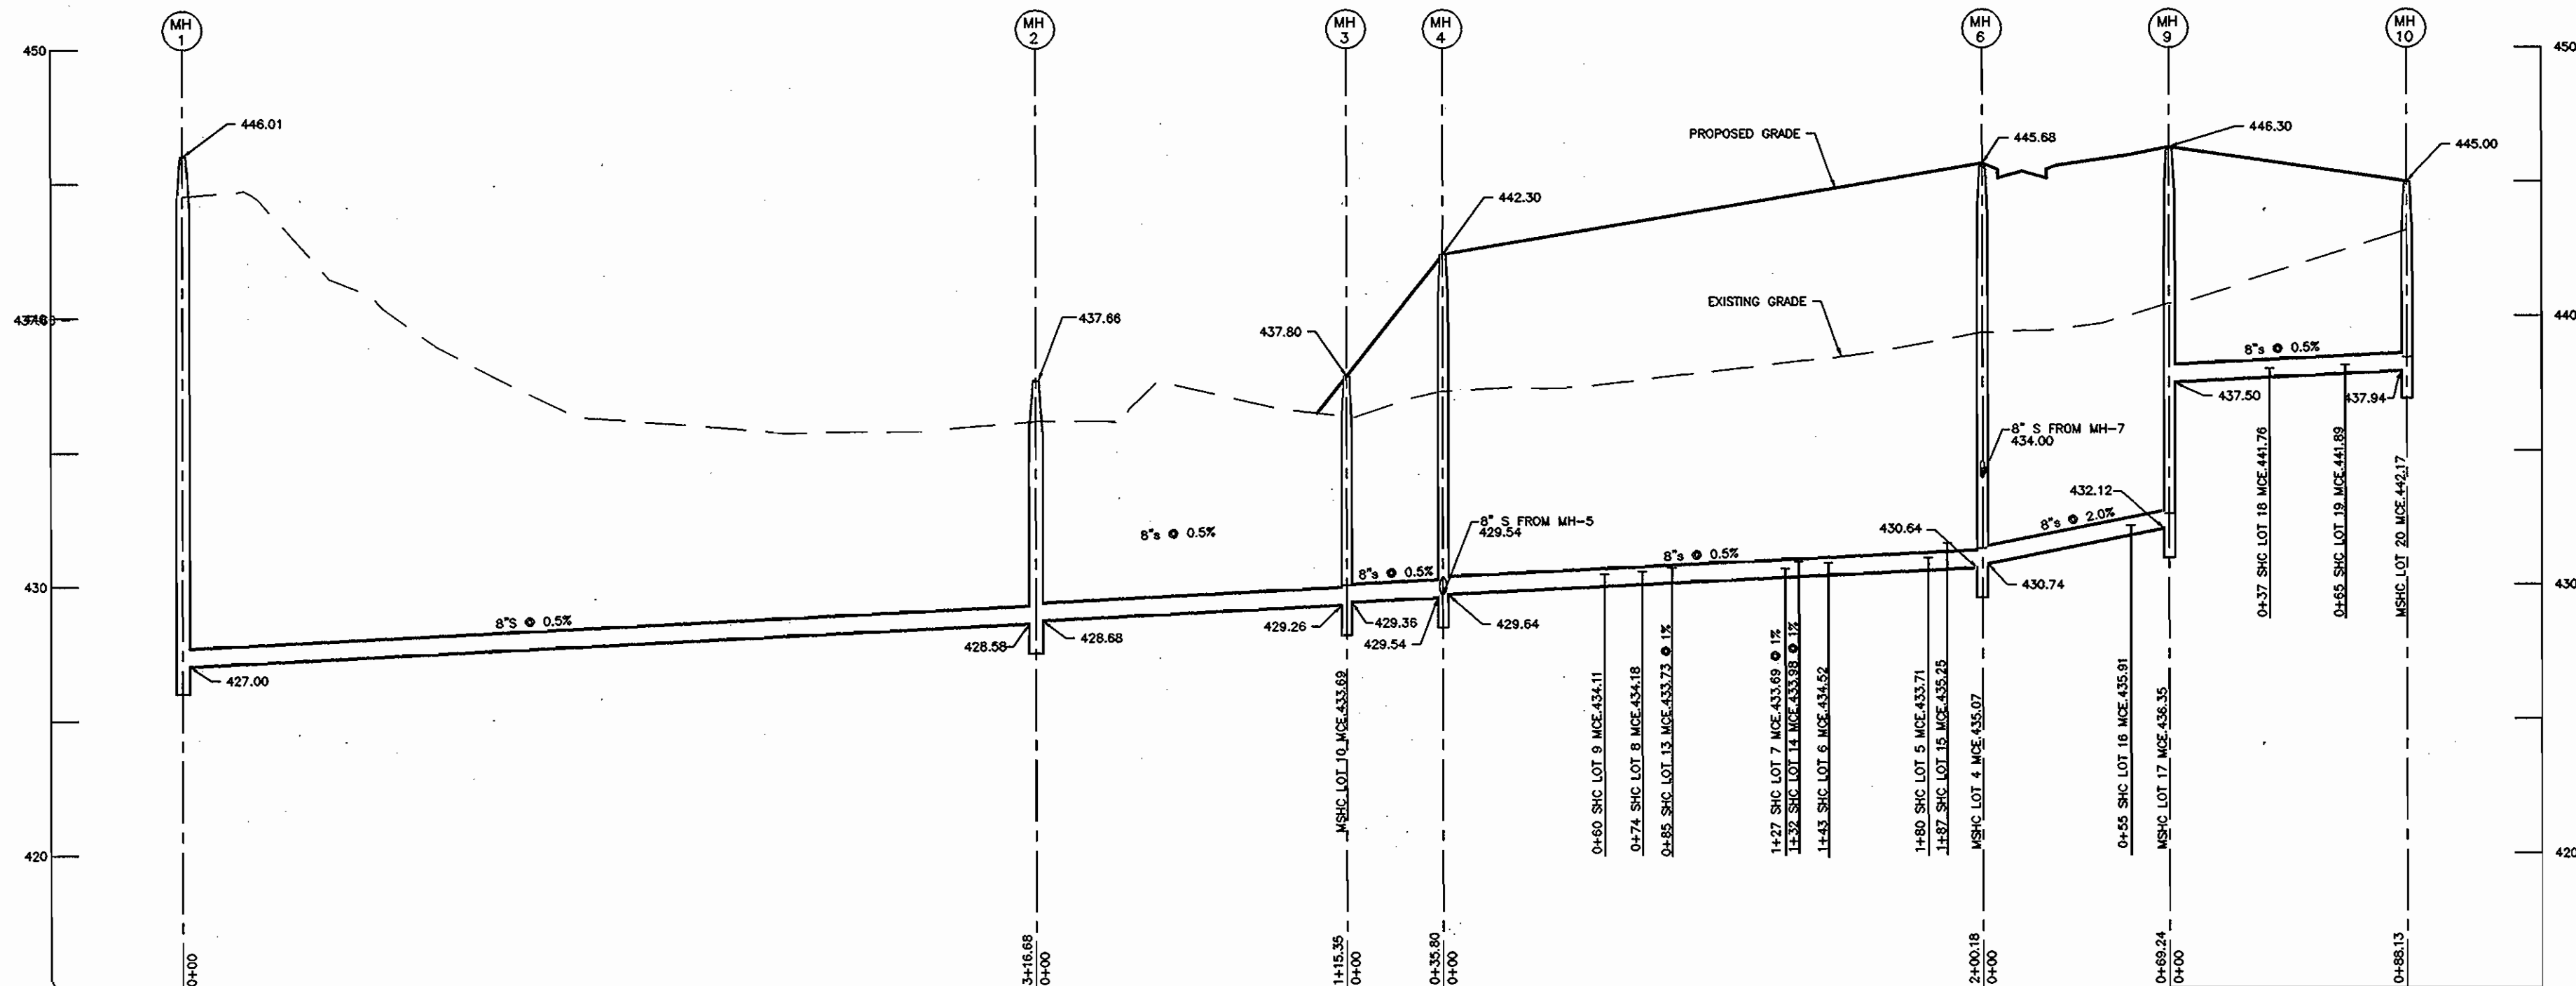 MH
1
MH
2
MH
3
MH
4
MH
6
MH
9
MH
10
450
450
446.01
PROPOSED GRADE
445.68
446.30
445.00
442.30
EXISTING GRADE
437.66
437.80
440
8"s @ 0.5%
437.50
437.94
8" S FROM MH-7
434.00
432.12
8"s @ 2.0%
8"s @ 0.5%
8" S FROM MH-5
429.54
430.64
8"s @ 0.5%
8"s @ 0.5%
430
430
430.74
8"S @ 0.5%
428.58
428.68
429.26
429.36
429.54
429.64
427.00
MSHC LOT 10 MCE.433.69
0+60 SHC LOT 9 MCE.434.11
0+74 SHC LOT 8 MCE.434.18
0+85 SHC LOT 13 MCE.433.73 @ 1%
1+27 SHC LOT 7 MCE.433.69 @ 1%
1+32 SHC LOT 14 MCE.433.98 @ 1%
1+43 SHC LOT 6 MCE.434.52
1+80 SHC LOT 5 MCE.433.71
1+87 SHC LOT 15 MCE.435.25
MSHC LOT 4 MCE.435.07
0+55 SHC LOT 16 MCE.435.91
MSHC LOT 17 MCE.436.35
0+37 SHC LOT 18 MCE.441.76
0+65 SHC LOT 19 MCE.441.89
MSHC LOT 20 MCE.442.17
420
420
0+00
3+16.68
0+00
1+15.35
0+00
0+35.80
0+00
2+00.18
0+00
0+69.24
0+00
0+88.13